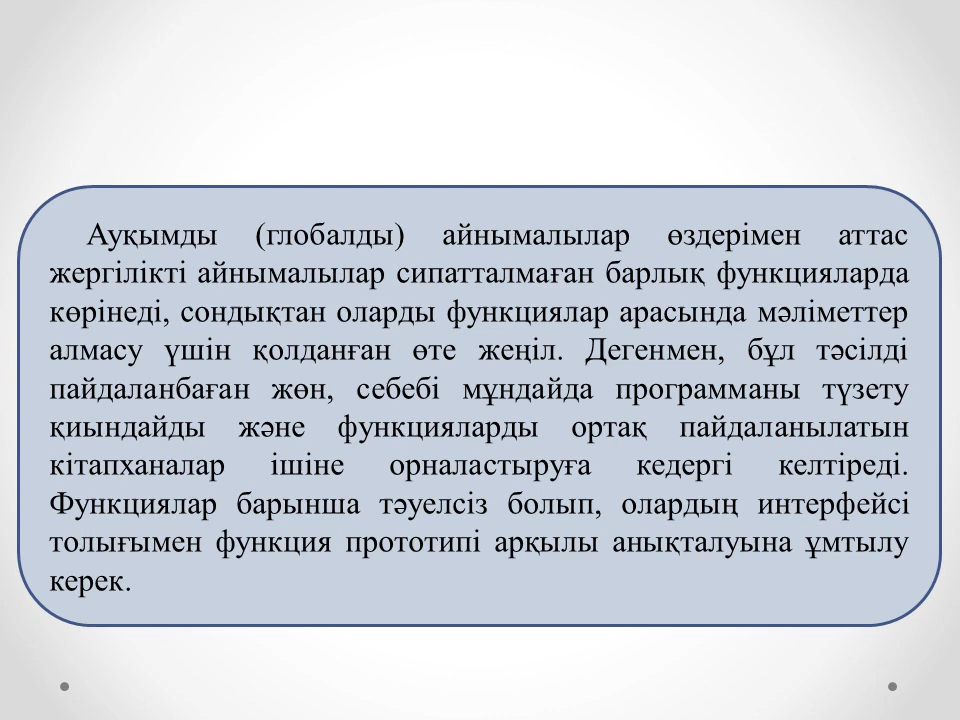 Ауқымды (глобалды) айнымалылар өздерімен аттас
жергілікті айнымалылар сипатталмаған барлық функцияларда
көрінеді, сондықтан оларды функциялар арасында мәліметтер
алмасу үшін қолданған өте жеңіл. Дегенмен, бұл тәсілді
пайдаланбаған жөн, себебі мұндайда программаны түзету
қиындайды және функцияларды ортақ пайдаланылатын
кітапханалар ішіне орналастыруға кедергі келтіреді.
Функциялар барынша тәуелсіз болып, олардың интерфейсі
толығымен функция прототипі арқылы анықталуына ұмтылу
керек.